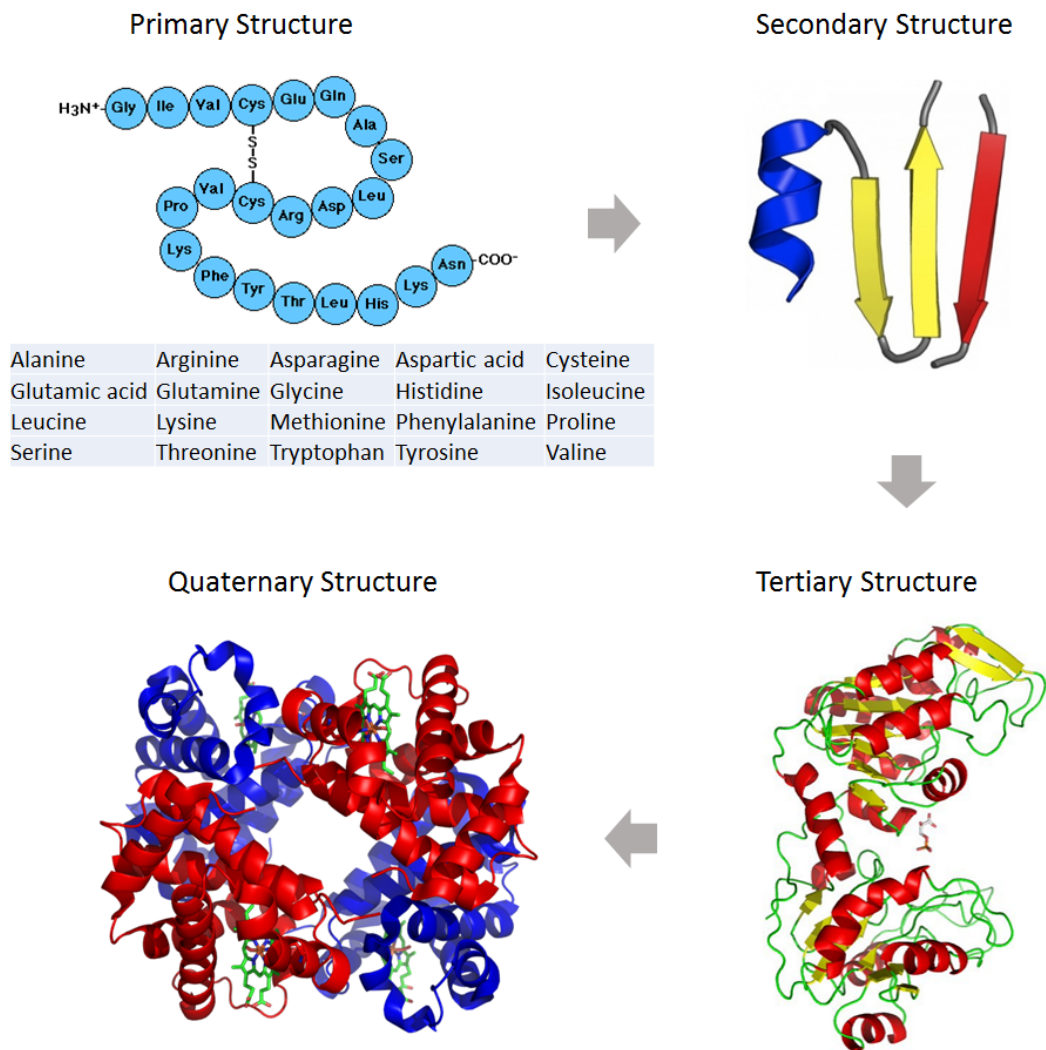 Primary Structure
Secondary Structure
H3N+-Gly Ile Val Cys Glu Gln
Ala
Ser
S
S
Pro Val Cys Arg Asp Leu
Lys
Phe Tyr Thr Leu His Lys Asn-COO-
Alanine Arginine Asparagine Aspartic acid Cysteine
Glutamic acid Glutamine Glycine Histidine Isoleucine
Leucine Lysine Methionine Phenylalanine Proline
Serine Threonine Tryptophan Tyrosine Valine
Quaternary Structure
Tertiary Structure